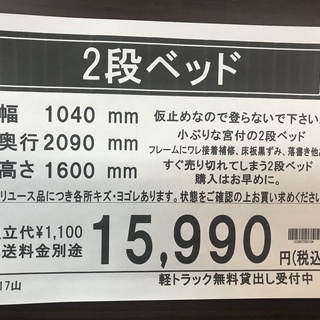 2段ベッド
幅 1040 mm
奥行 2090 mm
高さ 1600 mm
仮止めなので登らないで下さい。
小ぶりな宮付の2段ベッド
フレームにワレ接着補修、床板黒ずみ、落書き他
すぐ売り切れてしまう2段ベッド
購入はお早めに。
リユース品につき各所キズ・ヨゴレあります。状態をご確認の上お買い求めください
立代¥1,100
送料金別途
15,990円(税込
軽トラック無料貸出し受付中
17山